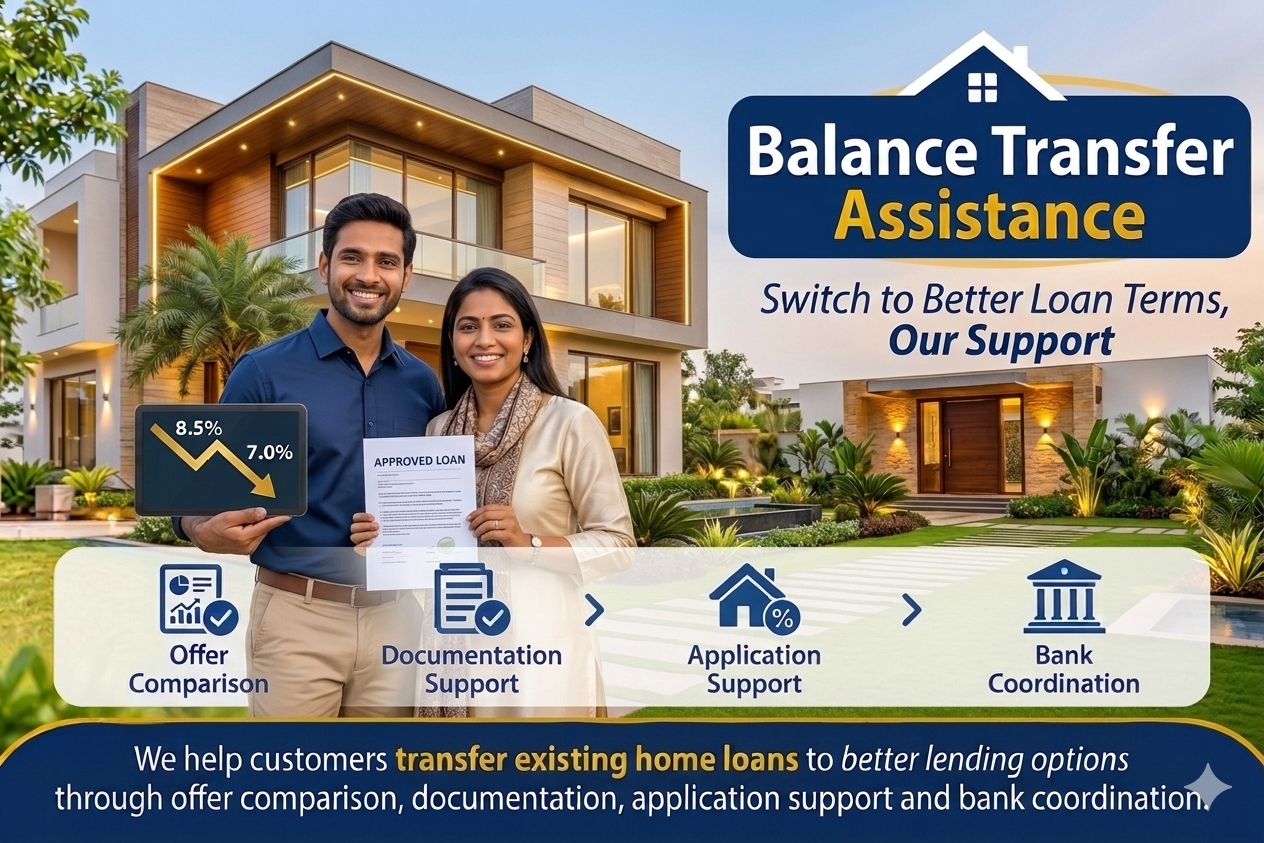 Balance Transfer
Assistance
Switch to Better Loan Terms,
Our Support
8.5%
7.0%
APPROVED LOAN
%
Offer
Comparison
Documentation
Support
Application
Support
Bank
Coordination
We help customers transfer existing home loans to better lending options
through offer comparison, documentation, application support and bank coordination.